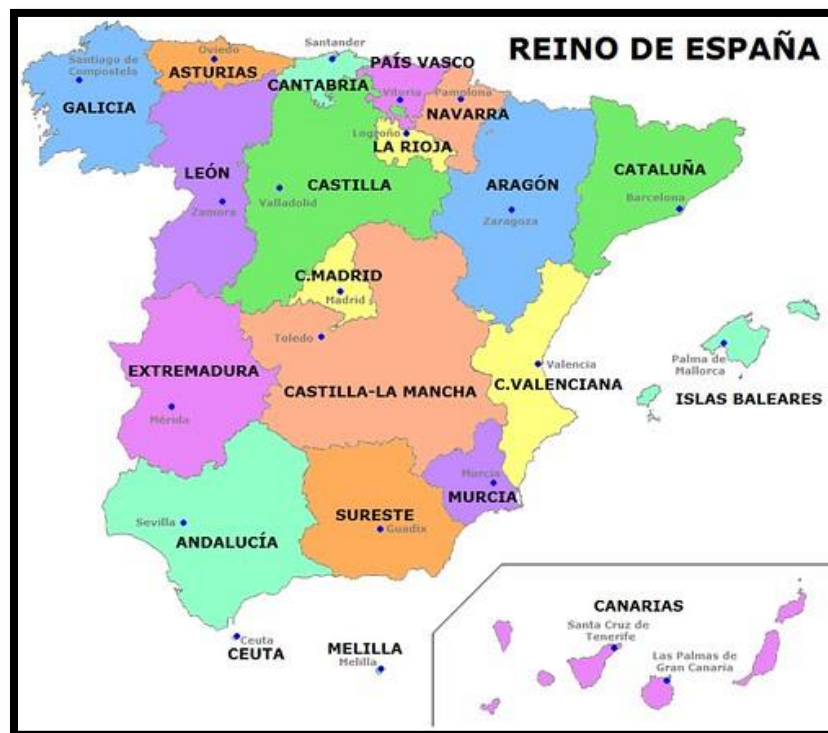 REINO DE ESPAÑA
Santiago de
Compostela
GALICIA
Oviedo
ASTURIAS
Santander
CANTABRIA
PAÍS VASCO
Vitoria
Pamplona
NAVARRA
Logroño
LA RIOJA
LEÓN
Zamora
CASTILLA
Valladolid
ARAGÓN
Zaragoza
CATALUÑA
Barcelona
C.MADRID
Madrid
Toledo
CASTILLA-LA MANCHA
EXTREMADURA
Mérida
Valencia
C.VALENCIANA
Palma de
Mallorca
ISLAS BALEARES
Murcia
MURCIA
SURESTE
Guadix
Sevilla
ANDALUCÍA
Ceuta
CEUTA
MELILLA
Melilla
CANARIAS
Santa Cruz de
Tenerife
Las Palmas de
Gran Canaria